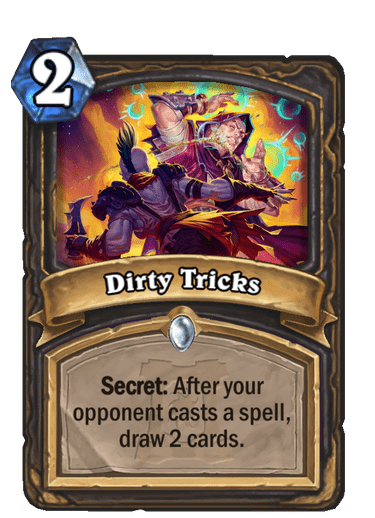 2
Dirty Tricks
Secret: After your
opponent casts a spell,
draw 2 cards.